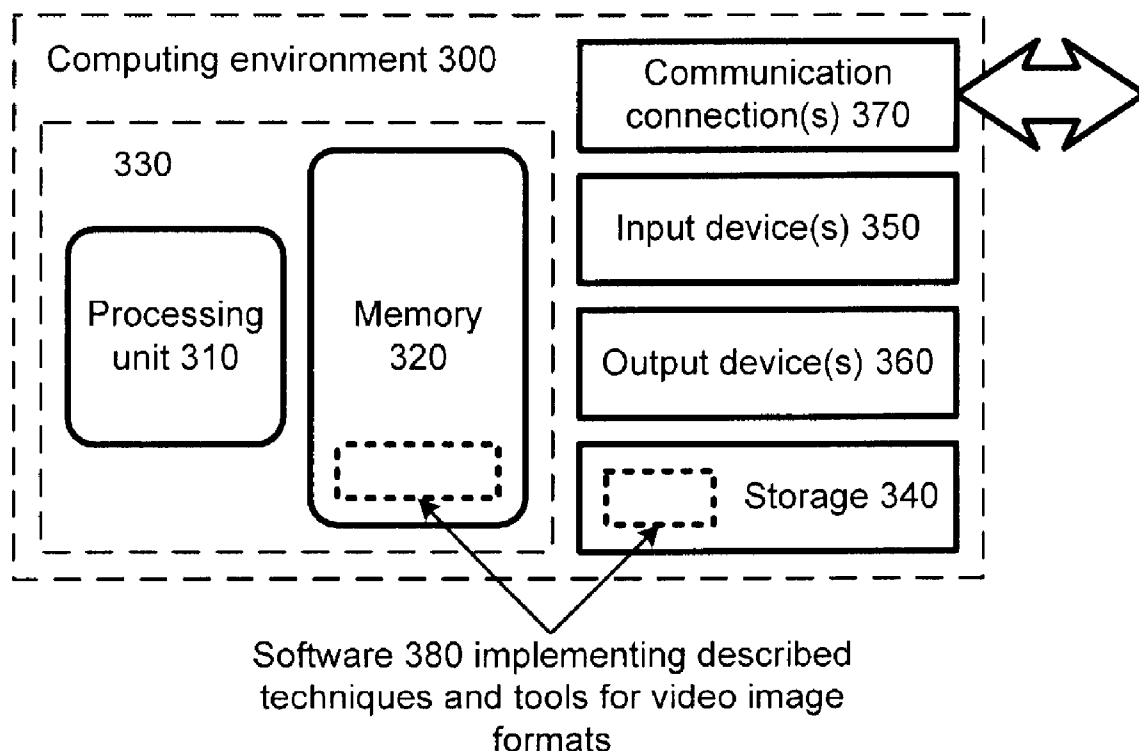 Computing environment 300
330
Processing
unit 310
Memory
320
Communication
connection(s) 370
Input device(s) 350
Output device(s) 360
Storage 340
Software 380 implementing described
techniques and tools for video image
formats